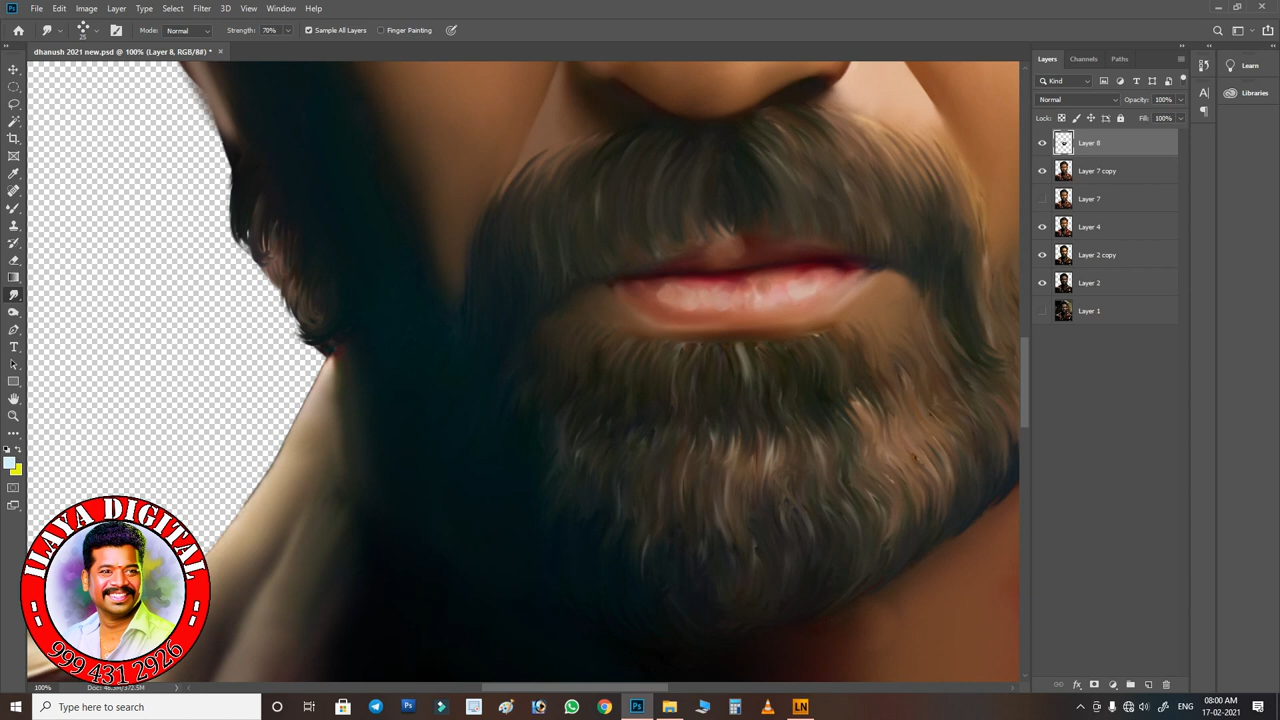 File Edit Image Layer Type Select Filter 3D View Window Help
25 Mode: Normal Strength: 70% Sample All Layers Finger Painting
dhanush 2021 new.psd @ 100% (Layer 8, RGB/8#) *
Layers Channels Paths
Learn
Kind
Libraries
Normal Opacity: 100%
Lock: Fill: 100%
Layer 8
Layer 7 copy
Layer 7
Layer 4
Layer 2 copy
Layer 2
Layer 1
ILAYA DIGITAL
999 431 2926
100%
Type here to search
08:00 AM
17-02-2021